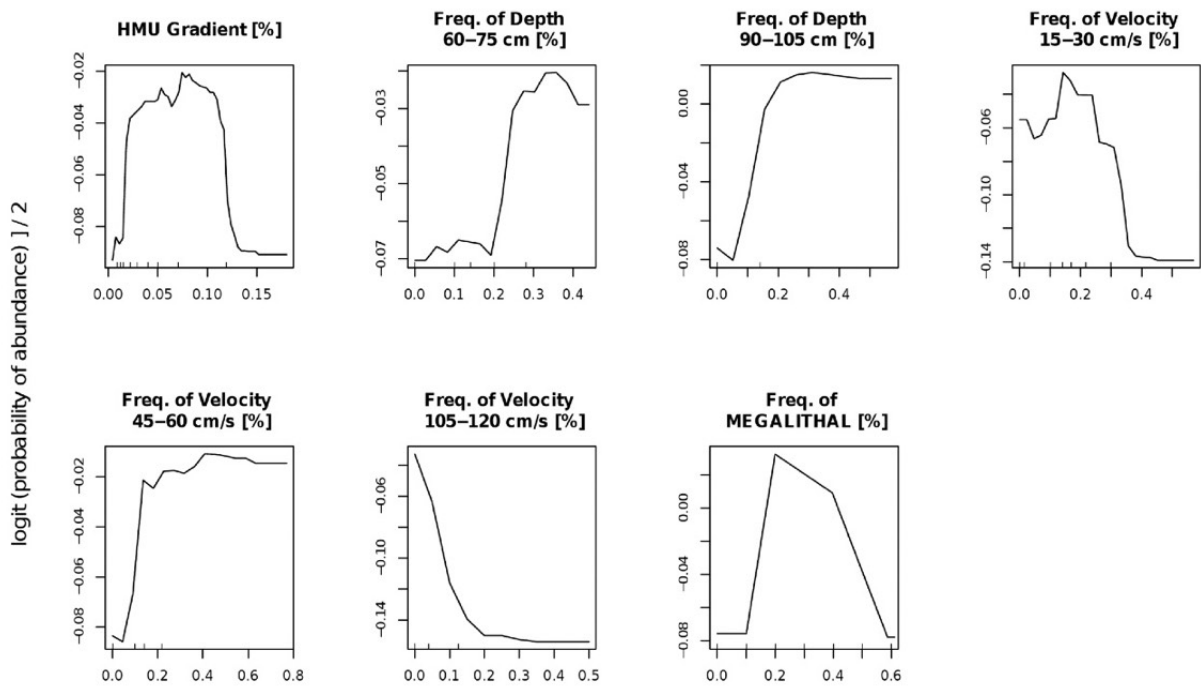 HMU Gradient [%]
−0.02
−0.04
−0.06
−0.08
0.00 0.05 0.10 0.15
Freq. of Depth
60−75 cm [%]
−0.03
−0.05
−0.07
0.0 0.1 0.2 0.3 0.4
Freq. of Depth
90−105 cm [%]
0.00
−0.04
−0.08
0.0 0.2 0.4
Freq. of Velocity
15−30 cm/s [%]
−0.06
−0.10
−0.14
0.0 0.2 0.4
logit (probability of abundance) ] / 2
Freq. of Velocity
45−60 cm/s [%]
−0.02
−0.04
−0.06
−0.08
0.0 0.2 0.4 0.6 0.8
Freq. of Velocity
105−120 cm/s [%]
−0.06
−0.10
−0.14
0.0 0.1 0.2 0.3 0.4 0.5
Freq. of
MEGALITHAL [%]
0.00
−0.04
−0.08
0.0 0.2 0.4 0.6